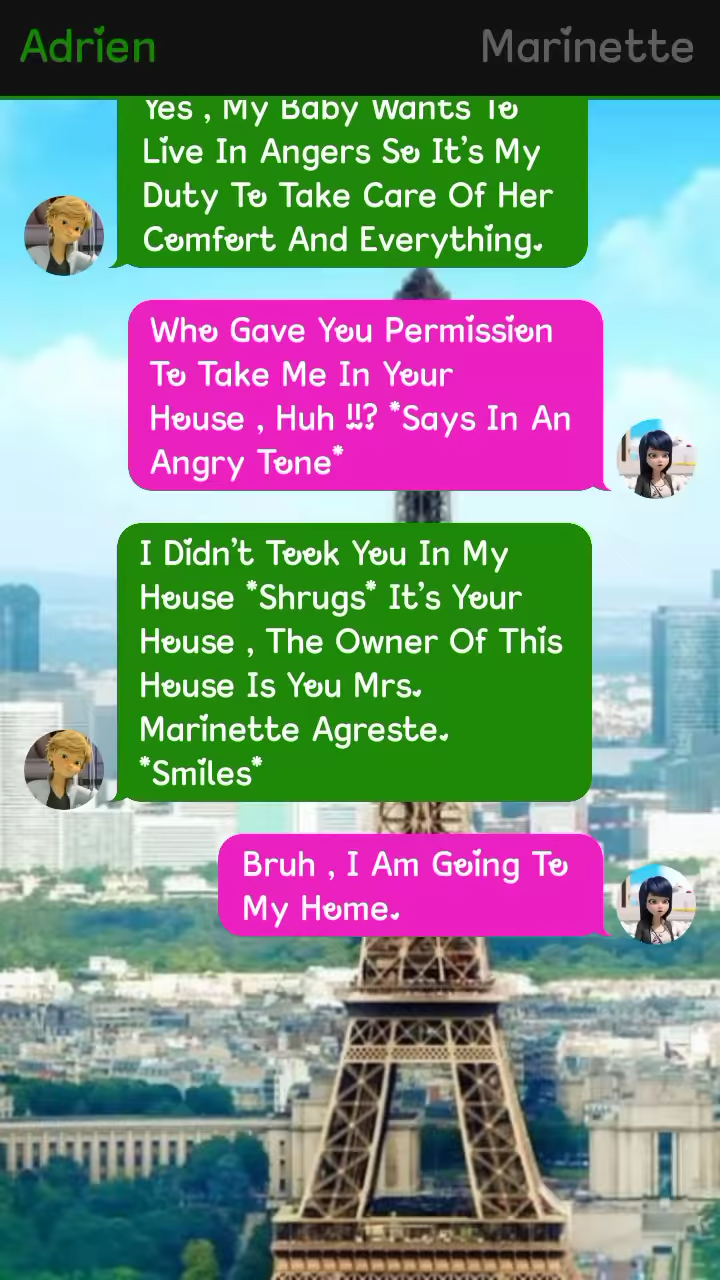 Adrien
Marinette
Yes , My Baby Wants To
Live In Angers So It's My
Duty To Take Care Of Her
Comfort And Everything.
Who Gave You Permission
To Take Me In Your
House , Huh !!? *Says In An
Angry Tone*
I Didn't Took You In My
House *Shrugs* It's Your
House , The Owner Of This
House Is You Mrs.
Marinette Agreste.
*Smiles*
Bruh , I Am Going To
My Home.